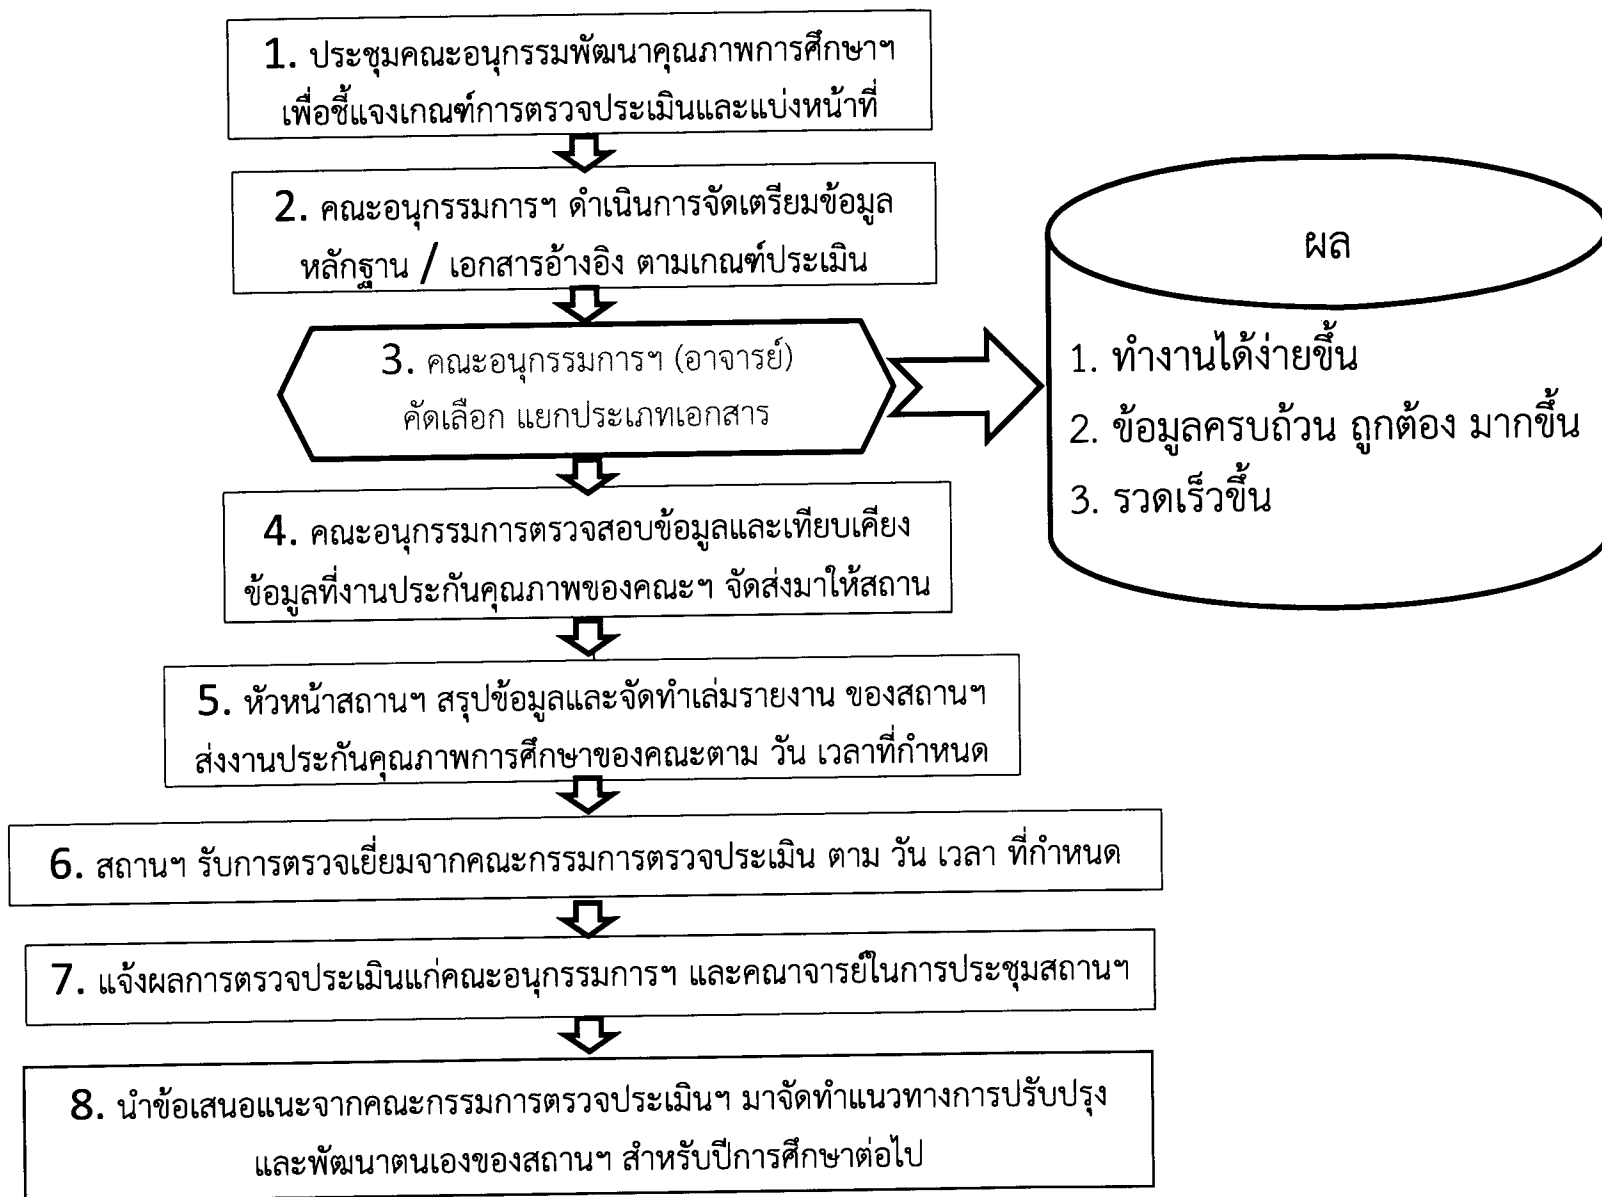 1. ประชุมคณะอนุกรรมพัฒนาคุณภาพการศึกษาฯ
เพื่อชี้แจงเกณฑ์การตรวจประเมินและแบ่งหน้าที่
2. คณะอนุกรรมการฯ ดำเนินการจัดเตรียมข้อมูล
หลักฐาน / เอกสารอ้างอิง ตามเกณฑ์ประเมิน
3. คณะอนุกรรมการฯ (อาจารย์)
คัดเลือก แยกประเภทเอกสาร
ผล
1. ทำงานได้ง่ายขึ้น
2. ข้อมูลครบถ้วน ถูกต้อง มากขึ้น
3. รวดเร็วขึ้น
4. คณะอนุกรรมการตรวจสอบข้อมูลและเทียบเคียง
ข้อมูลที่งานประกันคุณภาพของคณะฯ จัดส่งมาให้สถาน
5. หัวหน้าสถานฯ สรุปข้อมูลและจัดทำเล่มรายงาน ของสถานฯ
ส่งงานประกันคุณภาพการศึกษาของคณะตาม วัน เวลาที่กำหนด
6. สถานฯ รับการตรวจเยี่ยมจากคณะกรรมการตรวจประเมิน ตาม วัน เวลา ที่กำหนด
7. แจ้งผลการตรวจประเมินแก่คณะอนุกรรมการฯ และคณาจารย์ในการประชุมสถานฯ
8. นำข้อเสนอแนะจากคณะกรรมการตรวจประเมินฯ มาจัดทำแนวทางการปรับปรุง
และพัฒนาตนเองของสถานฯ สำหรับปีการศึกษาต่อไป